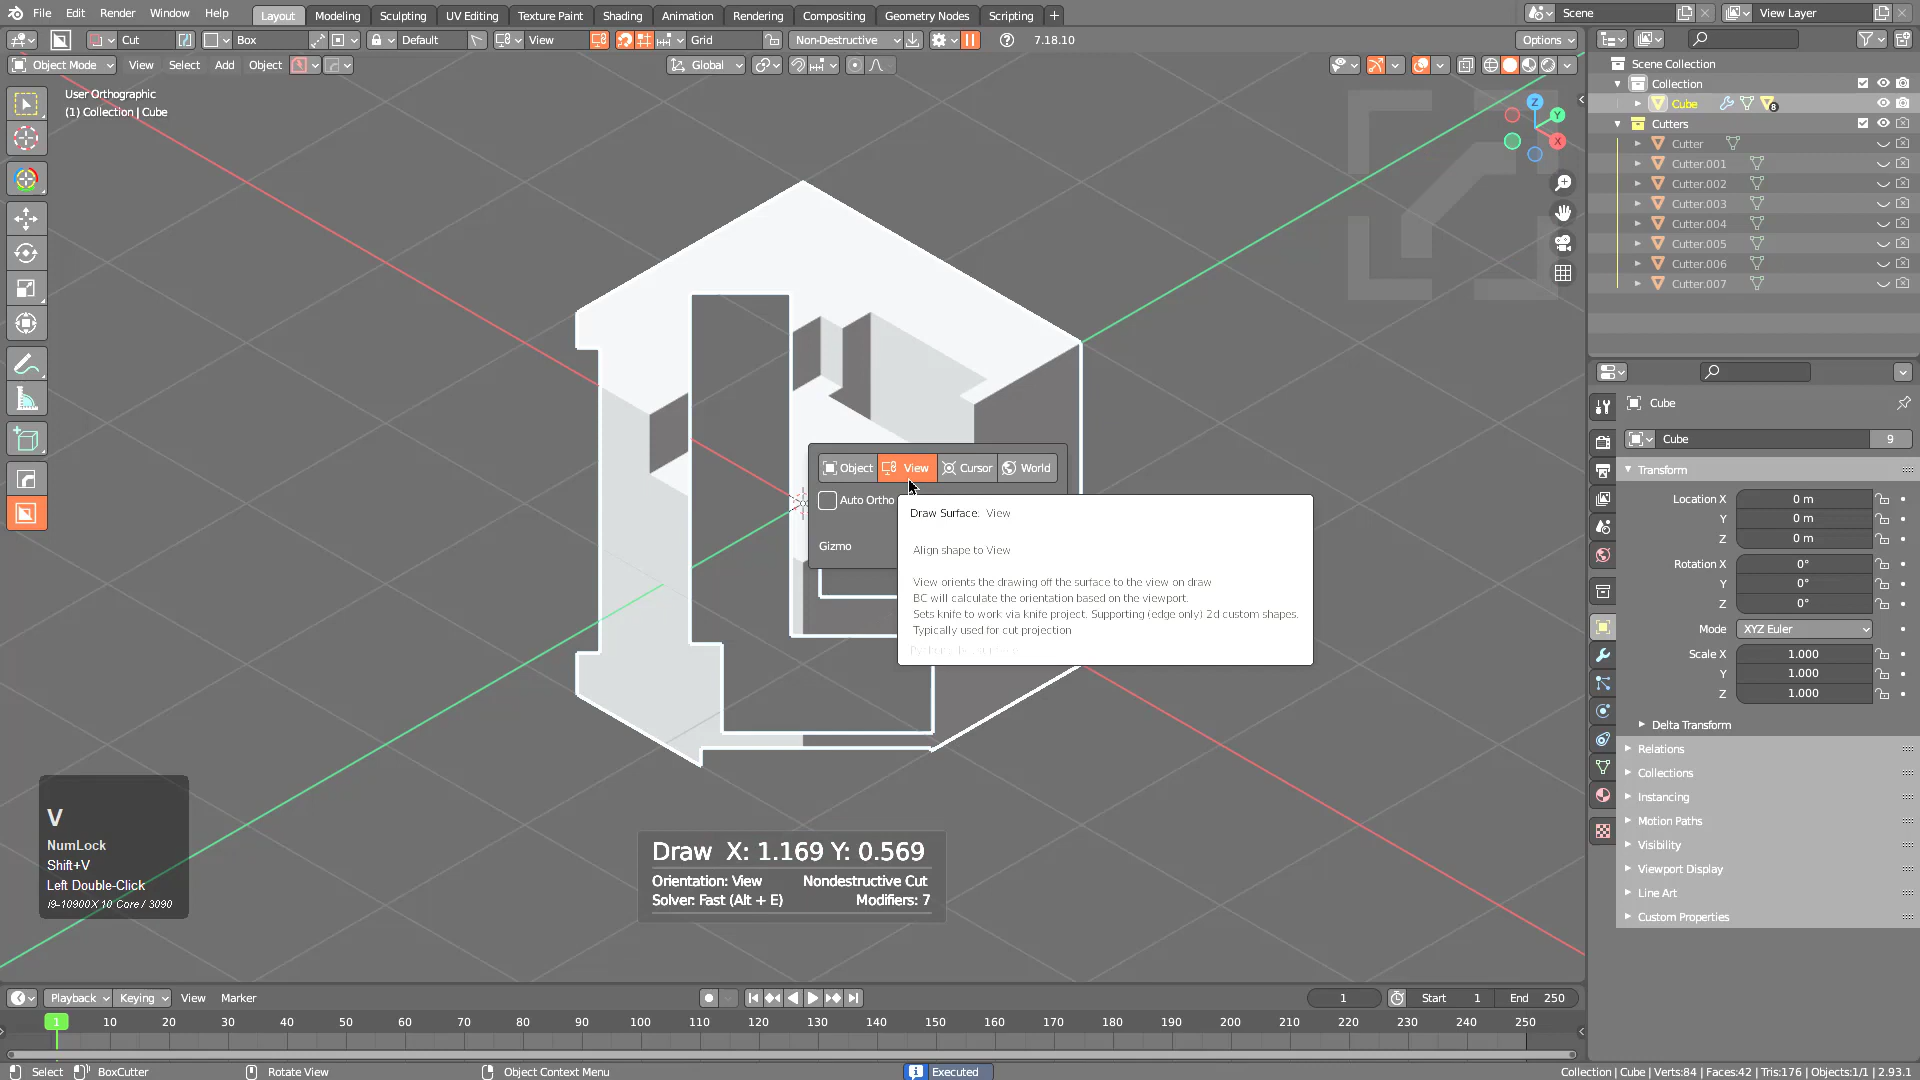 File Edit Render Window Help
Layout Modeling Sculpting UV Editing Texture Paint Shading Animation Rendering Compositing Geometry Nodes Scripting +
Scene View Layer
Cut Box Default View Grid Non-Destructive 7.18.10 Options
Object Mode View Select Add Object Global
User Orthographic
(1) Collection | Cube
Z
Y
X
Object View Cursor World
Auto Ortho
Gizmo
Draw Surface: View
Align shape to View
View orients the drawing off the surface to the view on draw
BC will calculate the orientation based on the viewport.
Sets knife to work via knife project. Supporting (edge only) 2d custom shapes.
Typically used for cut projection
V
NumLock
Shift+V
Left Double-Click
i9-10900X 10 Core / 3090
Draw X: 1.169 Y: 0.569
Orientation: View Nondestructive Cut
Solver: Fast (Alt + E) Modifiers: 7
Scene Collection
Collection
Cube 8
Cutters
Cutter
Cutter.001
Cutter.002
Cutter.003
Cutter.004
Cutter.005
Cutter.006
Cutter.007
Cube
Cube 9
Transform
Location X 0 m
Y 0 m
Z 0 m
Rotation X 0°
Y 0°
Z 0°
Mode XYZ Euler
Scale X 1.000
Y 1.000
Z 1.000
Delta Transform
Relations
Collections
Instancing
Motion Paths
Visibility
Viewport Display
Line Art
Custom Properties
Playback Keying View Marker 1 Start 1 End 250
1 10 20 30 40 50 60 70 80 90 100 110 120 130 140 150 160 170 180 190 200 210 220 230 240 250
Select BoxCutter Rotate View Object Context Menu Executed Collection | Cube | Verts:84 | Faces:42 | Tris:176 | Objects:1/1 | 2.93.1